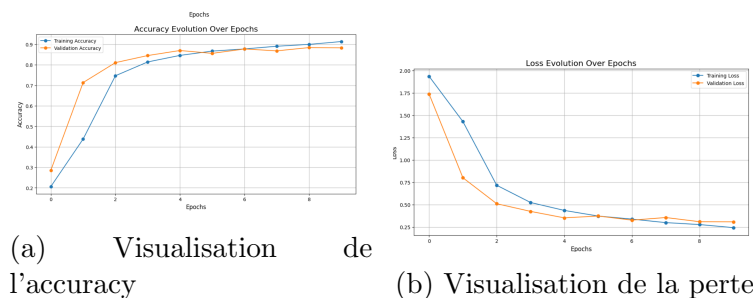 Epochs
Accuracy Evolution Over Epochs
Training Accuracy
Validation Accuracy
0.9
0.8
0.7
0.6
0.5
0.4
0.3
0.2
Accuracy
0 2 4 6 8
Epochs
(a) Visualisation de
l'accuracy
Loss Evolution Over Epochs
Training Loss
Validation Loss
2.00
1.75
1.50
1.25
1.00
0.75
0.50
0.25
Loss
0 2 4 6 8
Epochs
(b) Visualisation de la perte